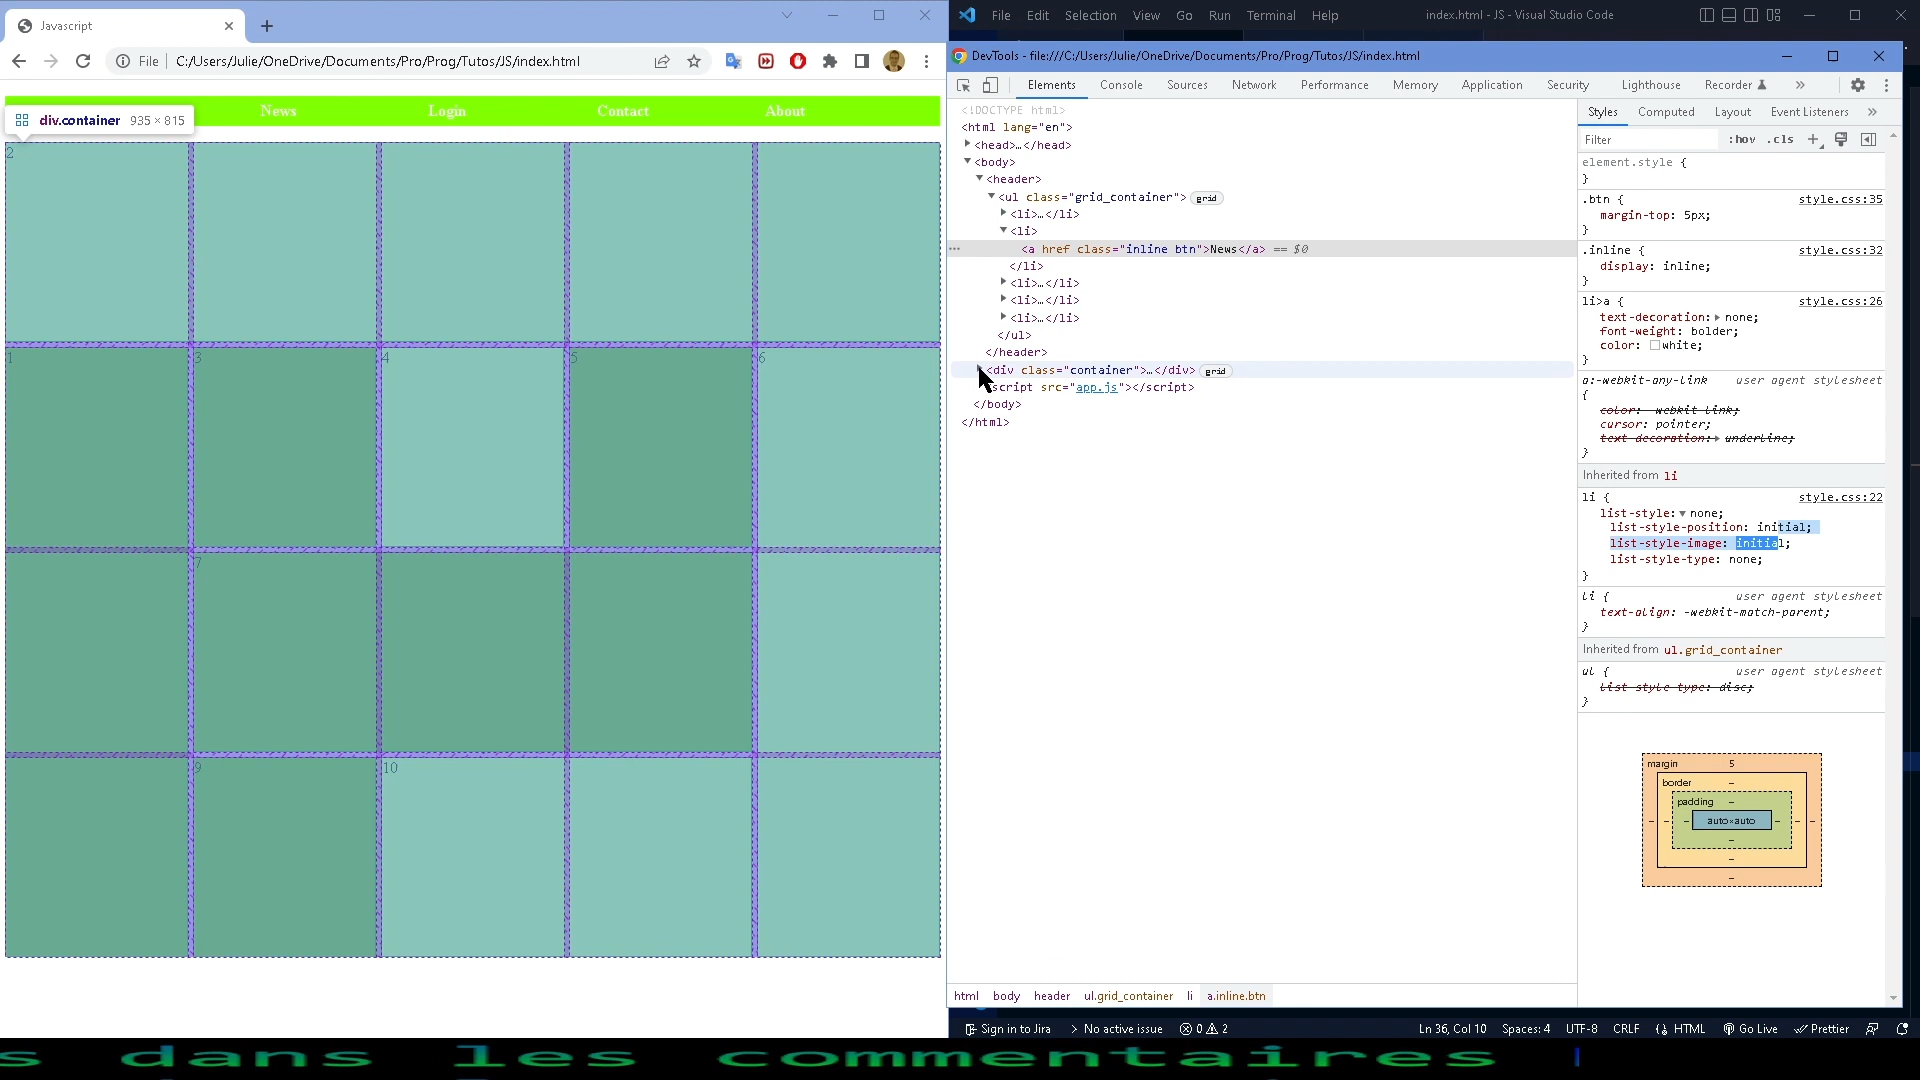 Javascript
File C:/Users/Julie/OneDrive/Documents/Pro/Prog/Tutos/JS/index.html
News Login Contact About
div.container 935 × 815
2
1 3 4 5 6
7
9 10
File Edit Selection View Go Run Terminal Help index.html - JS - Visual Studio Code
DevTools - file:///C:/Users/Julie/OneDrive/Documents/Pro/Prog/Tutos/JS/index.html
Elements Console Sources Network Performance Memory Application Security Lighthouse Recorder
<!DOCTYPE html>
<html lang="en">
<head>…</head>
<body>
<header>
<ul class="grid_container"> grid
<li>…</li>
<li>
<a href class="inline btn">News</a> == $0
</li>
<li>…</li>
<li>…</li>
<li>…</li>
</ul>
</header>
<div class="container">…</div> grid
script src="app.js"></script>
</body>
</html>
html body header ul.grid_container li a.inline.btn
Styles Computed Layout Event Listeners
Filter :hov .cls
element.style {
}
.btn { style.css:35
margin-top: 5px;
}
.inline { style.css:32
display: inline;
}
li>a { style.css:26
text-decoration: none;
font-weight: bolder;
color: white;
}
a:-webkit-any-link user agent stylesheet
{
color: -webkit-link;
cursor: pointer;
text-decoration: underline;
}
Inherited from li
li { style.css:22
list-style: none;
list-style-position: initial;
list-style-image: initial;
list-style-type: none;
}
li { user agent stylesheet
text-align: -webkit-match-parent;
}
Inherited from ul.grid_container
ul { user agent stylesheet
list-style-type: disc;
}
margin 5
border –
padding –
auto×auto
Sign in to Jira No active issue 0 2 Ln 36, Col 10 Spaces: 4 UTF-8 CRLF HTML Go Live Prettier
s dans les commentaires